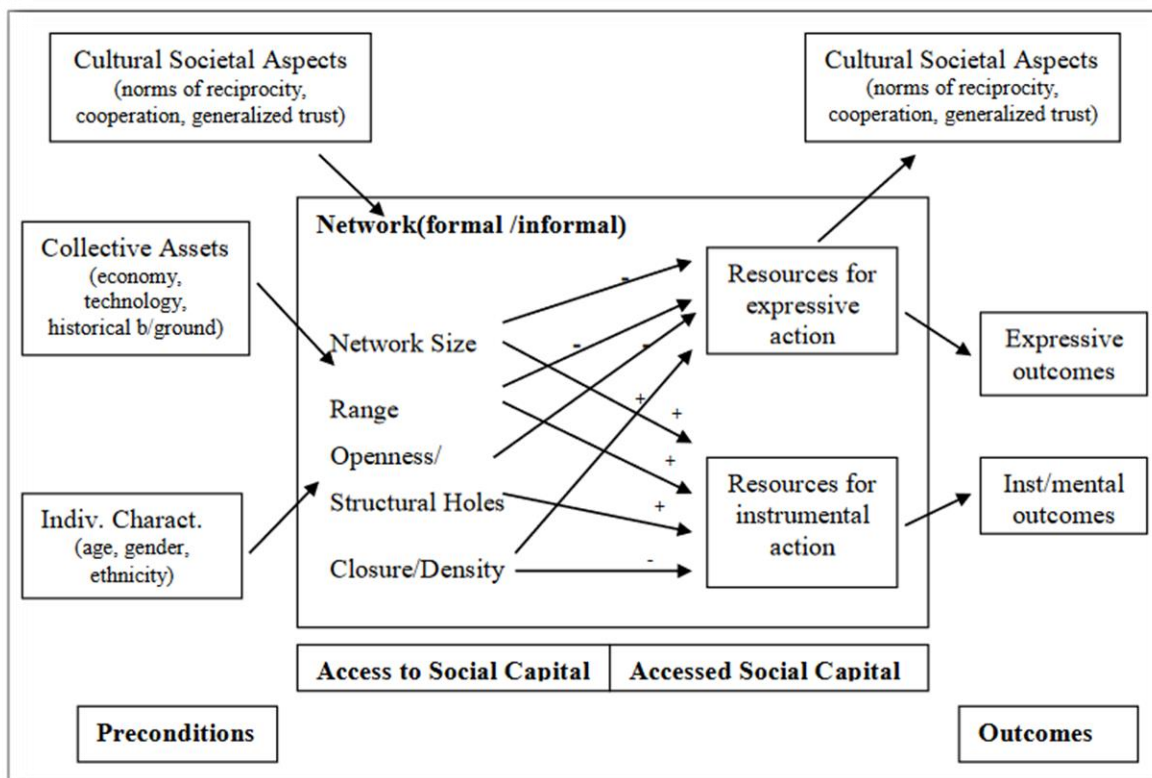 Cultural Societal Aspects
(norms of reciprocity,
cooperation, generalized trust)
Cultural Societal Aspects
(norms of reciprocity,
cooperation, generalized trust)
Collective Assets
(economy,
technology,
historical b/ground)
Indiv. Charact.
(age, gender,
ethnicity)
Network(formal /informal)
Network Size
Range
Openness/
Structural Holes
Closure/Density
-
-
-
+
+
+
+
-
Resources for
expressive
action
Resources for
instrumental
action
Expressive
outcomes
Inst/mental
outcomes
Access to Social Capital
Accessed Social Capital
Preconditions
Outcomes